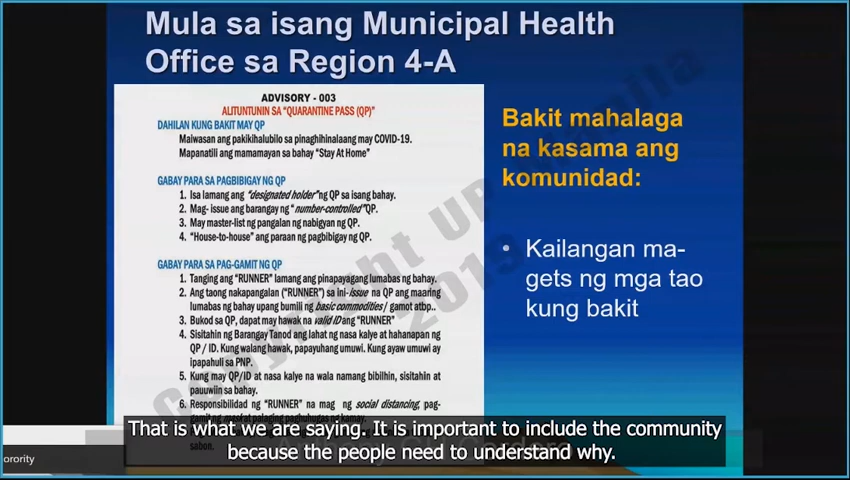 Mula sa isang Municipal Health
Office sa Region 4-A
ADVISORY - 003
ALITUNTUNIN SA "QUARANTINE PASS (QP)"
DAHILAN KUNG BAKIT MAY QP
Maiwasan ang pakikihalubilo sa pinaghihinalaang may COVID-19.
Mapanatili ang mamamayan sa bahay "Stay At Home"
GABAY PARA SA PAGBIBIGAY NG QP
1. Isa lamang ang "designated holder" ng QP sa isang bahay.
2. Mag- issue ang barangay ng "number-controlled" QP.
3. May master-list ng pangalan ng nabigyan ng QP.
4. "House-to-house" ang paraan ng pagbibigay ng QP.
GABAY PARA SA PAG-GAMIT NG QP
1. Tanging ang "RUNNER" lamang ang pinapayagang lumabas ng bahay.
2. Ang taong nakapangalan ("RUNNER") sa ini-issue na QP ang maaring
lumabas ng bahay upang bumili ng basic commodities / gamot atbp..
3. Bukod sa QP, dapat may hawak na valid ID ang "RUNNER"
4. Sisitahin ng Barangay Tanod ang lahat ng nasa kalye at hahanapan ng
QP / ID. Kung walang hawak, papayuhang umuwi. Kung ayaw umuwi ay
ipapahuli sa PNP.
5. Kung may QP/ID at nasa kalye na wala namang bibilhin, sisitahin at
pauuwiin sa bahay.
6. Responsibilidad ng "RUNNER" na mag ng social distancing, pag-
sabon.
Bakit mahalaga
na kasama ang
komunidad:
• Kailangan ma-
gets ng mga tao
kung bakit
Copyright UP Manila
2019
orority
That is what we are saying. It is important to include the community
because the people need to understand why.